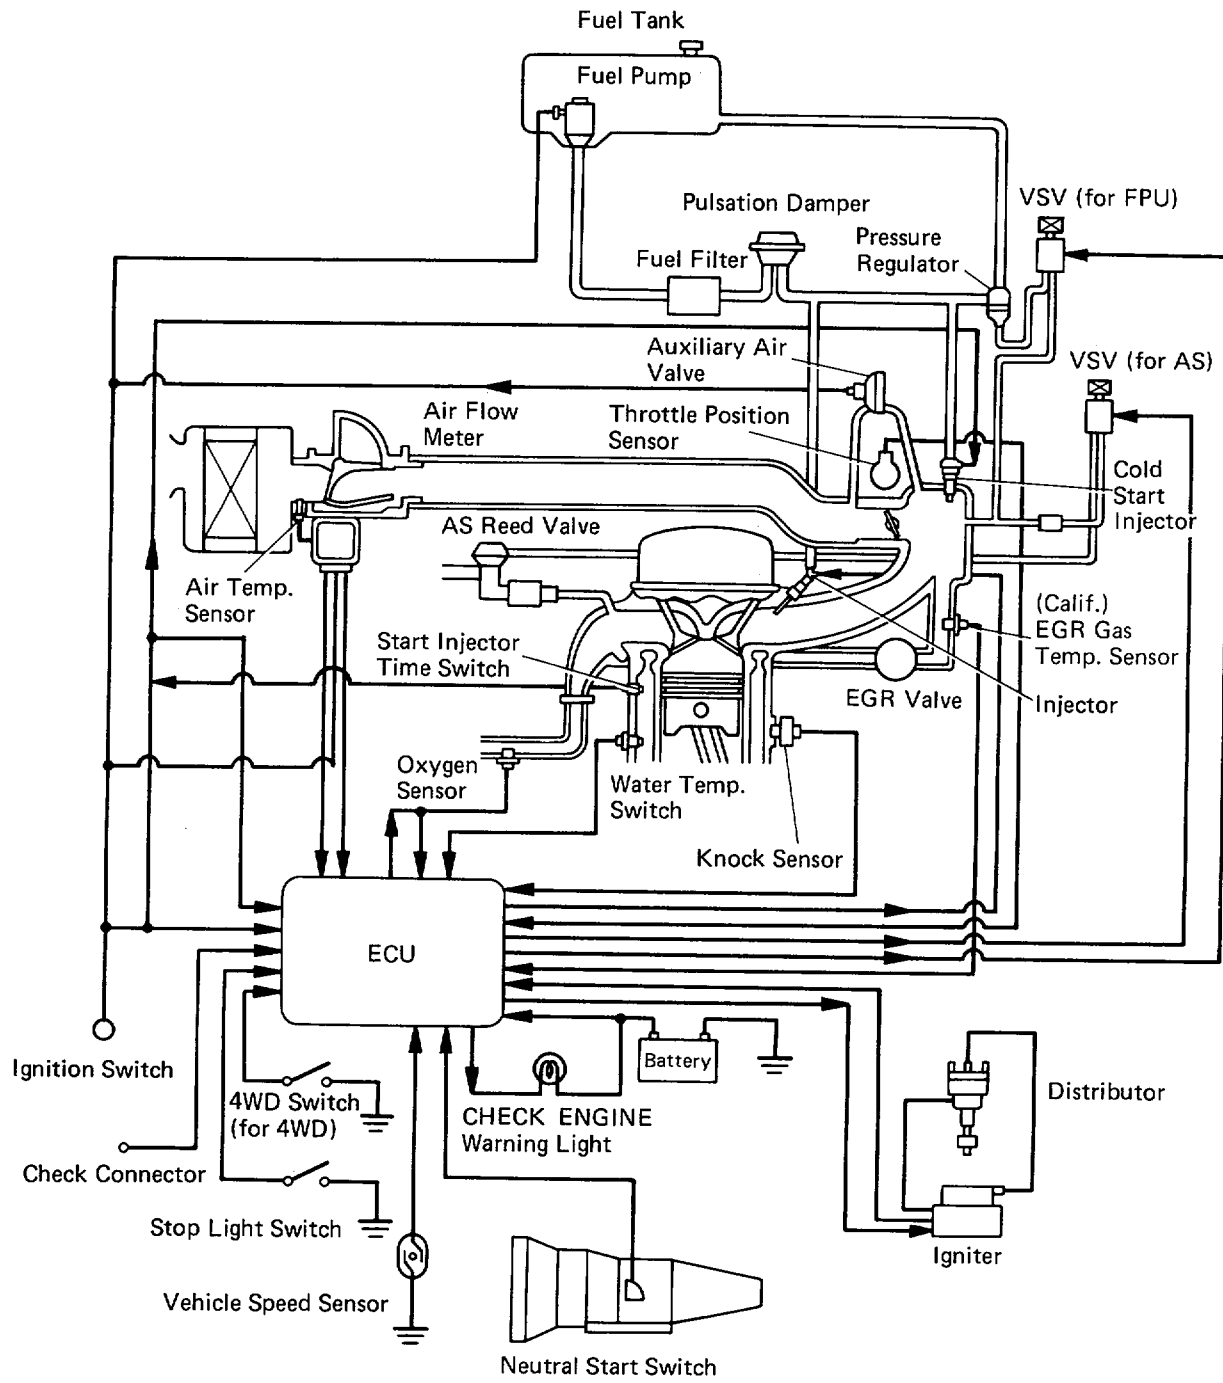 Fuel Tank
Fuel Pump
VSV (for FPU)
Pulsation Damper
Pressure
Regulator
Fuel Filter
Auxiliary Air
Valve
VSV (for AS)
Air Flow
Meter
Throttle Position
Sensor
Cold
Start
Injector
AS Reed Valve
Air Temp.
Sensor
(Calif.)
EGR Gas
Temp. Sensor
Start Injector
Time Switch
EGR Valve
Injector
Oxygen
Sensor
Water Temp.
Switch
Knock Sensor
ECU
Ignition Switch
Battery
4WD Switch
(for 4WD)
CHECK ENGINE
Warning Light
Distributor
Check Connector
Stop Light Switch
Igniter
Vehicle Speed Sensor
Neutral Start Switch